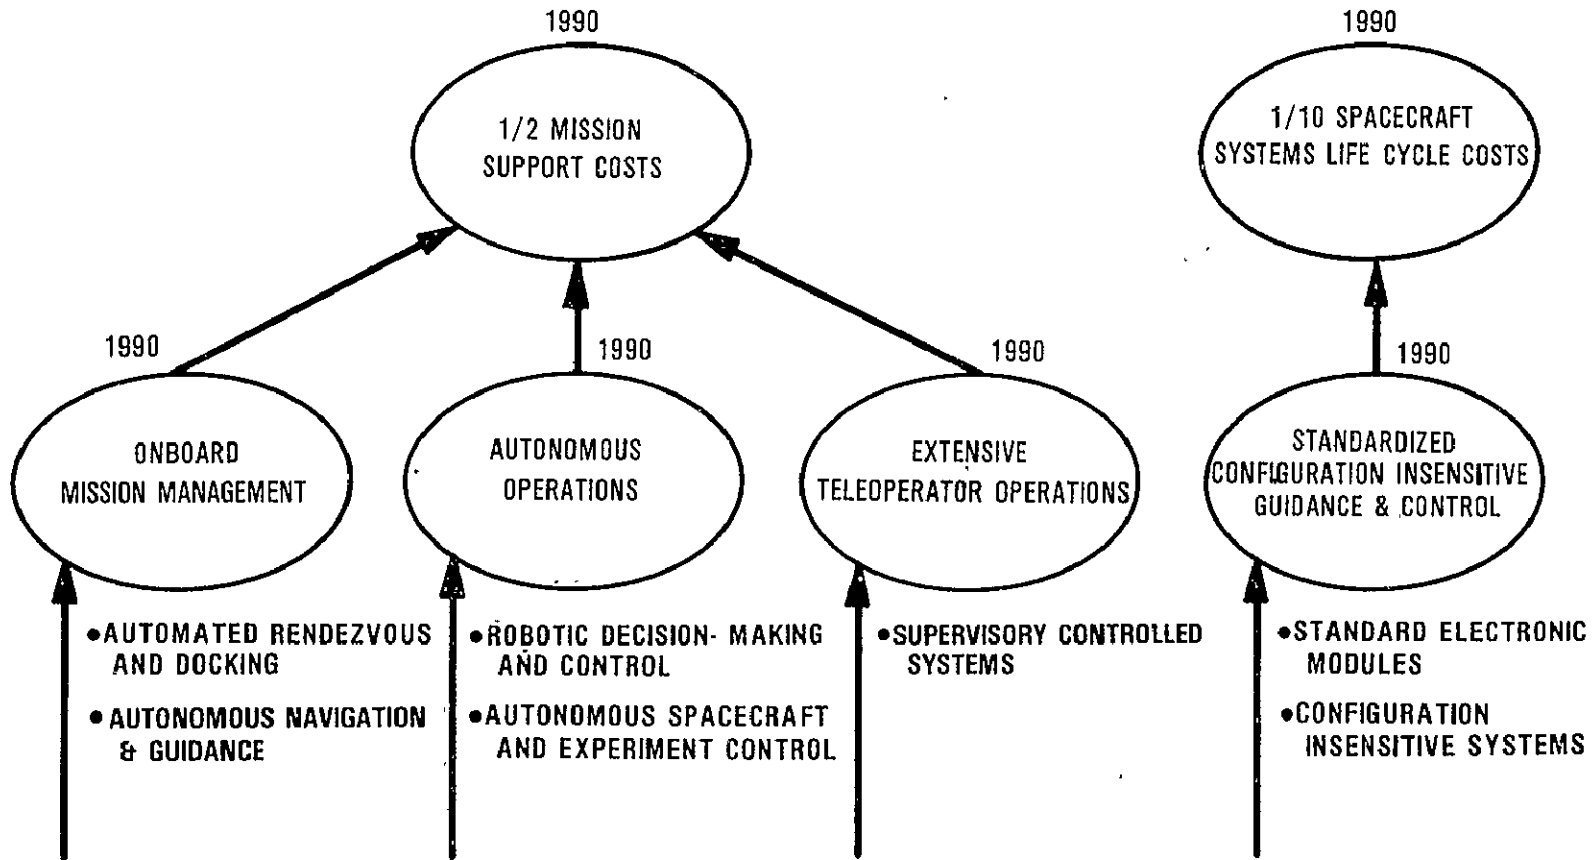 1990
1/2 MISSION
SUPPORT COSTS
1990
1/10 SPACECRAFT
SYSTEMS LIFE CYCLE COSTS
1990
ONBOARD
MISSION MANAGEMENT
1990
AUTONOMOUS
OPERATIONS
1990
EXTENSIVE
TELEOPERATOR OPERATIONS
1990
STANDARDIZED
CONFIGURATION INSENSITIVE
GUIDANCE & CONTROL
•AUTOMATED RENDEZVOUS
AND DOCKING
•AUTONOMOUS NAVIGATION
& GUIDANCE
•ROBOTIC DECISION- MAKING
AND CONTROL
•AUTONOMOUS SPACECRAFT
AND EXPERIMENT CONTROL
•SUPERVISORY CONTROLLED
SYSTEMS
•STANDARD ELECTRONIC
MODULES
•CONFIGURATION
INSENSITIVE SYSTEMS